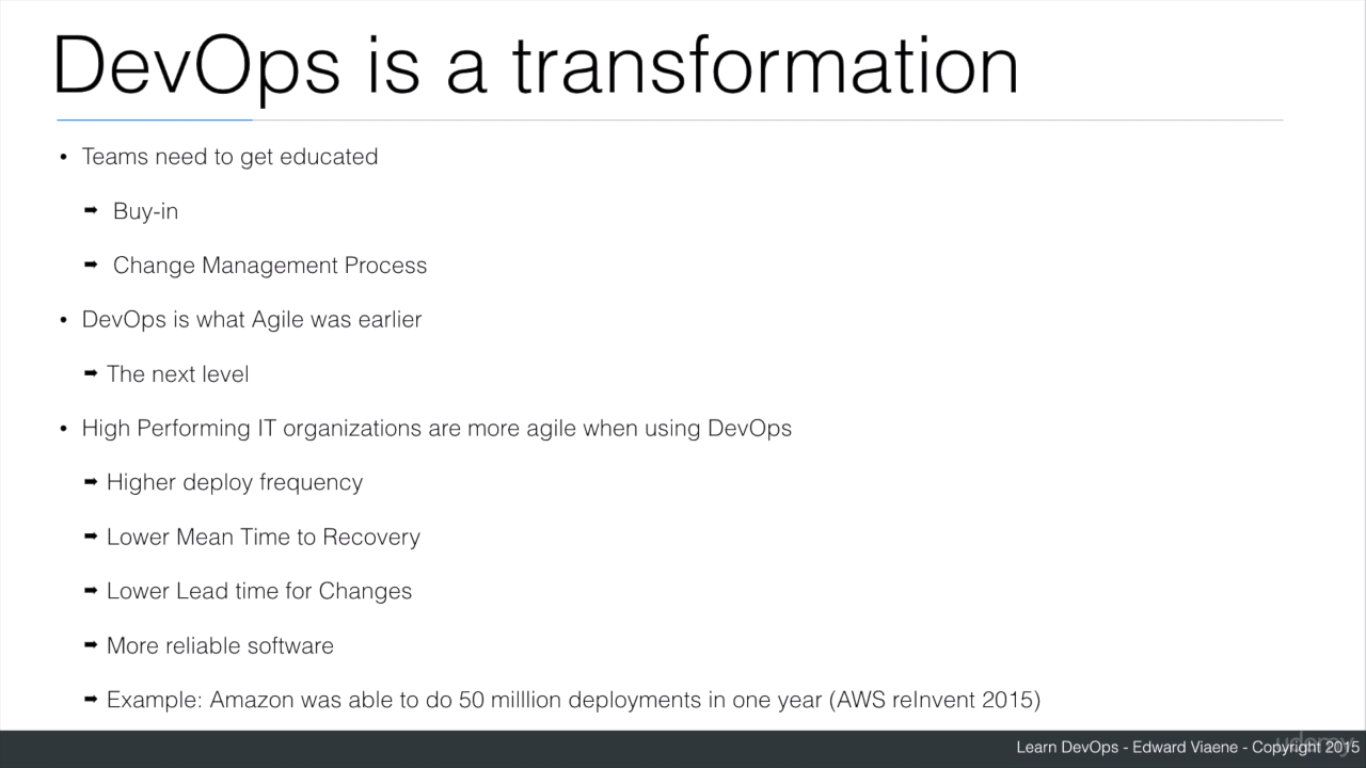 DevOps is a transformation
• Teams need to get educated
➡ Buy-in
➡ Change Management Process
• DevOps is what Agile was earlier
➡ The next level
• High Performing IT organizations are more agile when using DevOps
➡ Higher deploy frequency
➡ Lower Mean Time to Recovery
➡ Lower Lead time for Changes
➡ More reliable software
➡ Example: Amazon was able to do 50 milllion deployments in one year (AWS reInvent 2015)
Learn DevOps - Edward Viaene - Copyright 2015
udemy